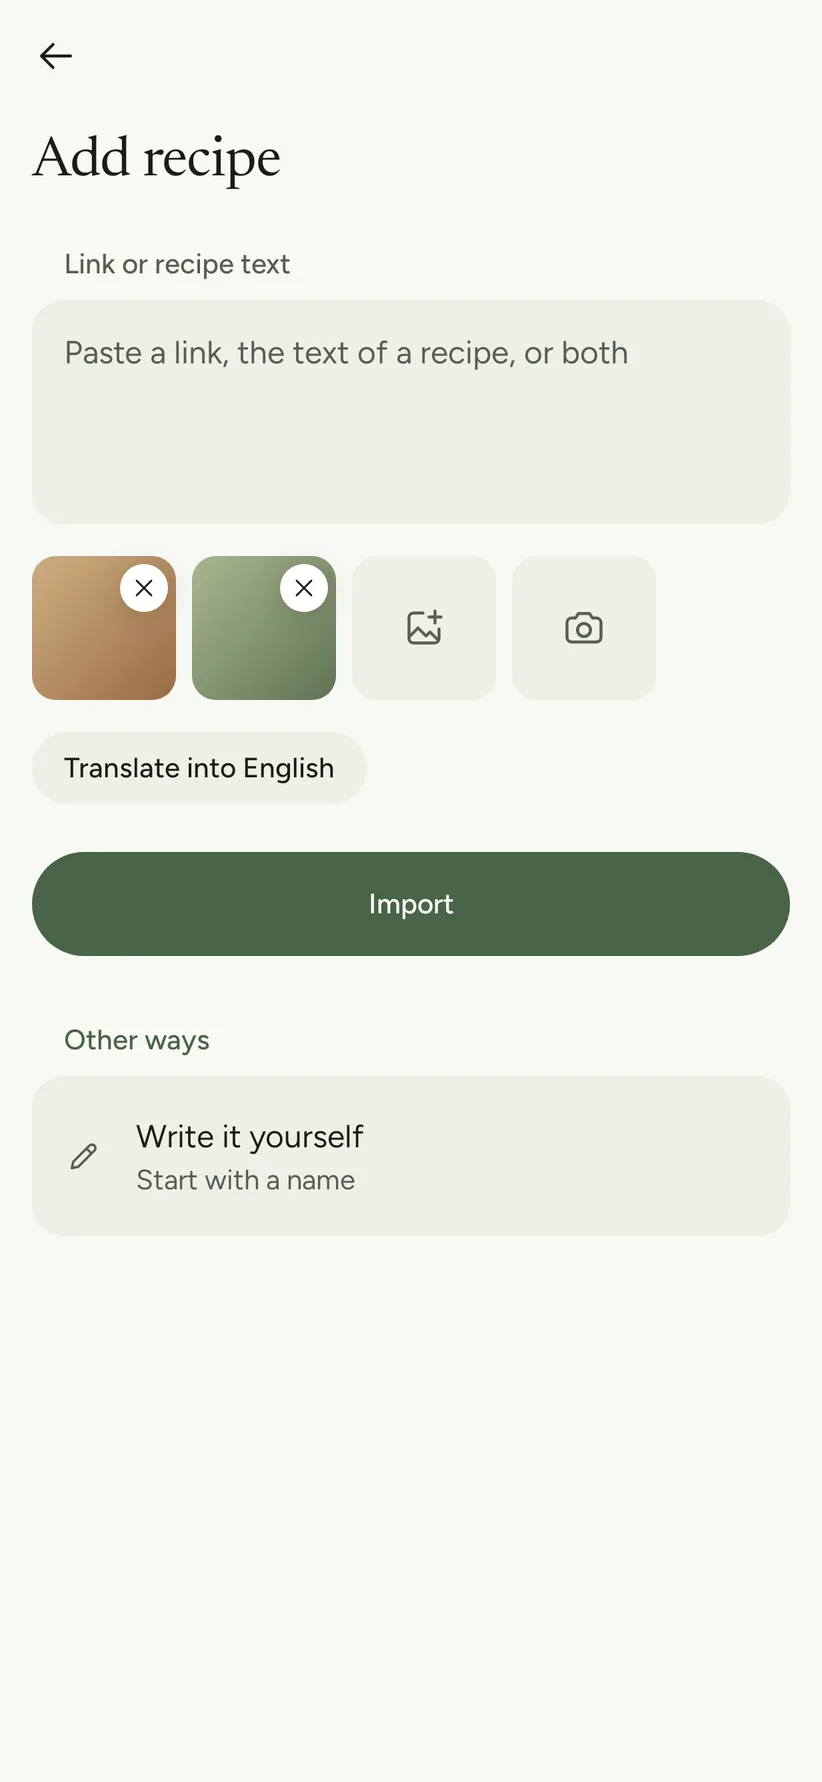 Add recipe
Link or recipe text
Paste a link, the text of a recipe, or both
Translate into English
Import
Other ways
Write it yourself
Start with a name